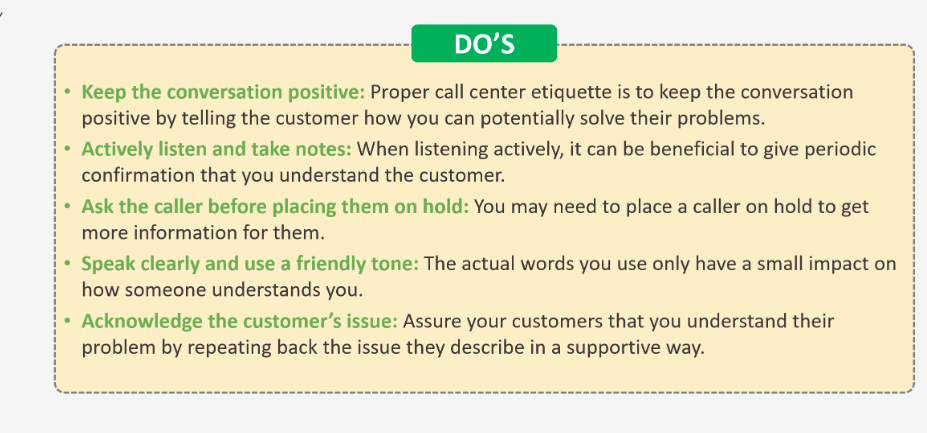 DO'S
• Keep the conversation positive: Proper call center etiquette is to keep the conversation
positive by telling the customer how you can potentially solve their problems.
• Actively listen and take notes: When listening actively, it can be beneficial to give periodic
confirmation that you understand the customer.
• Ask the caller before placing them on hold: You may need to place a caller on hold to get
more information for them.
• Speak clearly and use a friendly tone: The actual words you use only have a small impact on
how someone understands you.
• Acknowledge the customer's issue: Assure your customers that you understand their
problem by repeating back the issue they describe in a supportive way.